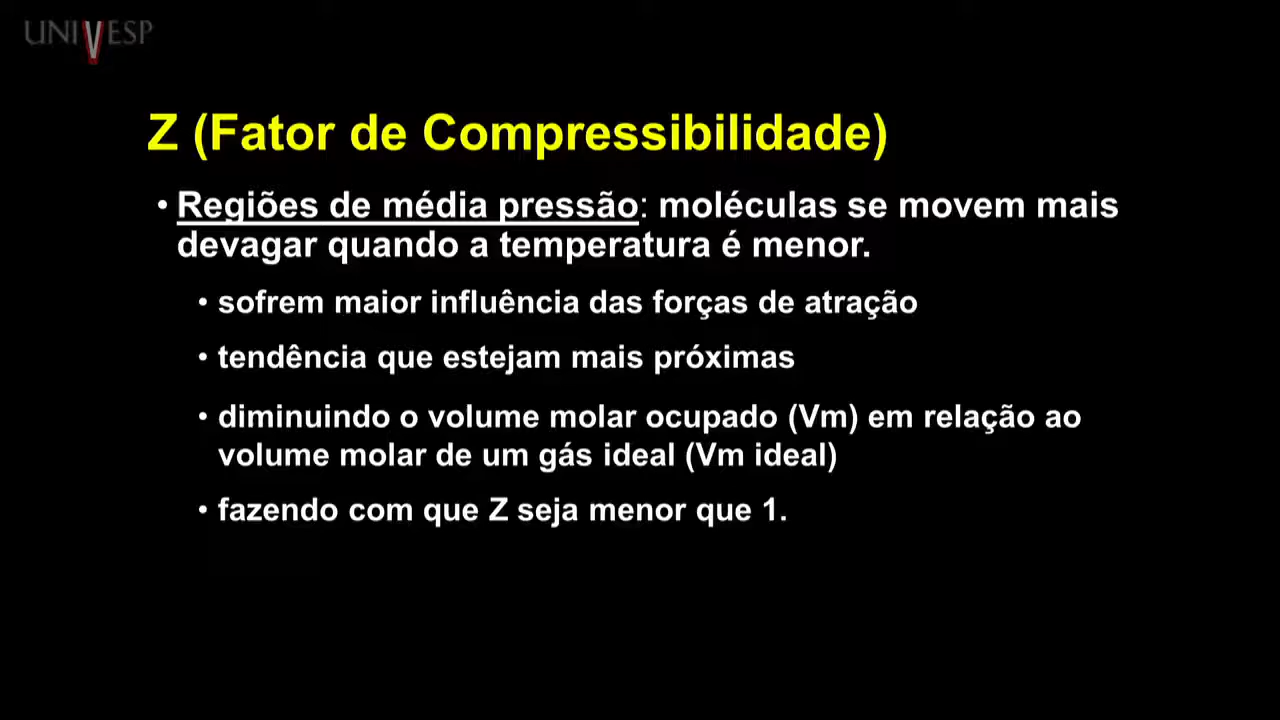 UNIVESP
Z (Fator de Compressibilidade)
• Regiões de média pressão: moléculas se movem mais
devagar quando a temperatura é menor.
• sofrem maior influência das forças de atração
• tendência que estejam mais próximas
• diminuindo o volume molar ocupado (Vm) em relação ao
volume molar de um gás ideal (Vm ideal)
• fazendo com que Z seja menor que 1.